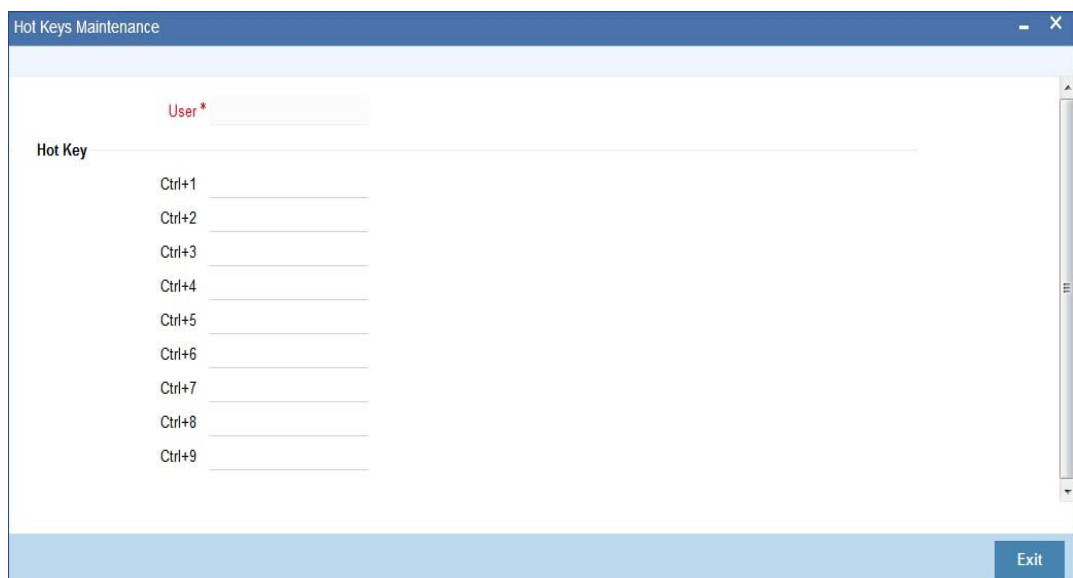 Hot Keys Maintenance
User *
Hot Key
Ctrl+1
Ctrl+2
Ctrl+3
Ctrl+4
Ctrl+5
Ctrl+6
Ctrl+7
Ctrl+8
Ctrl+9
Exit